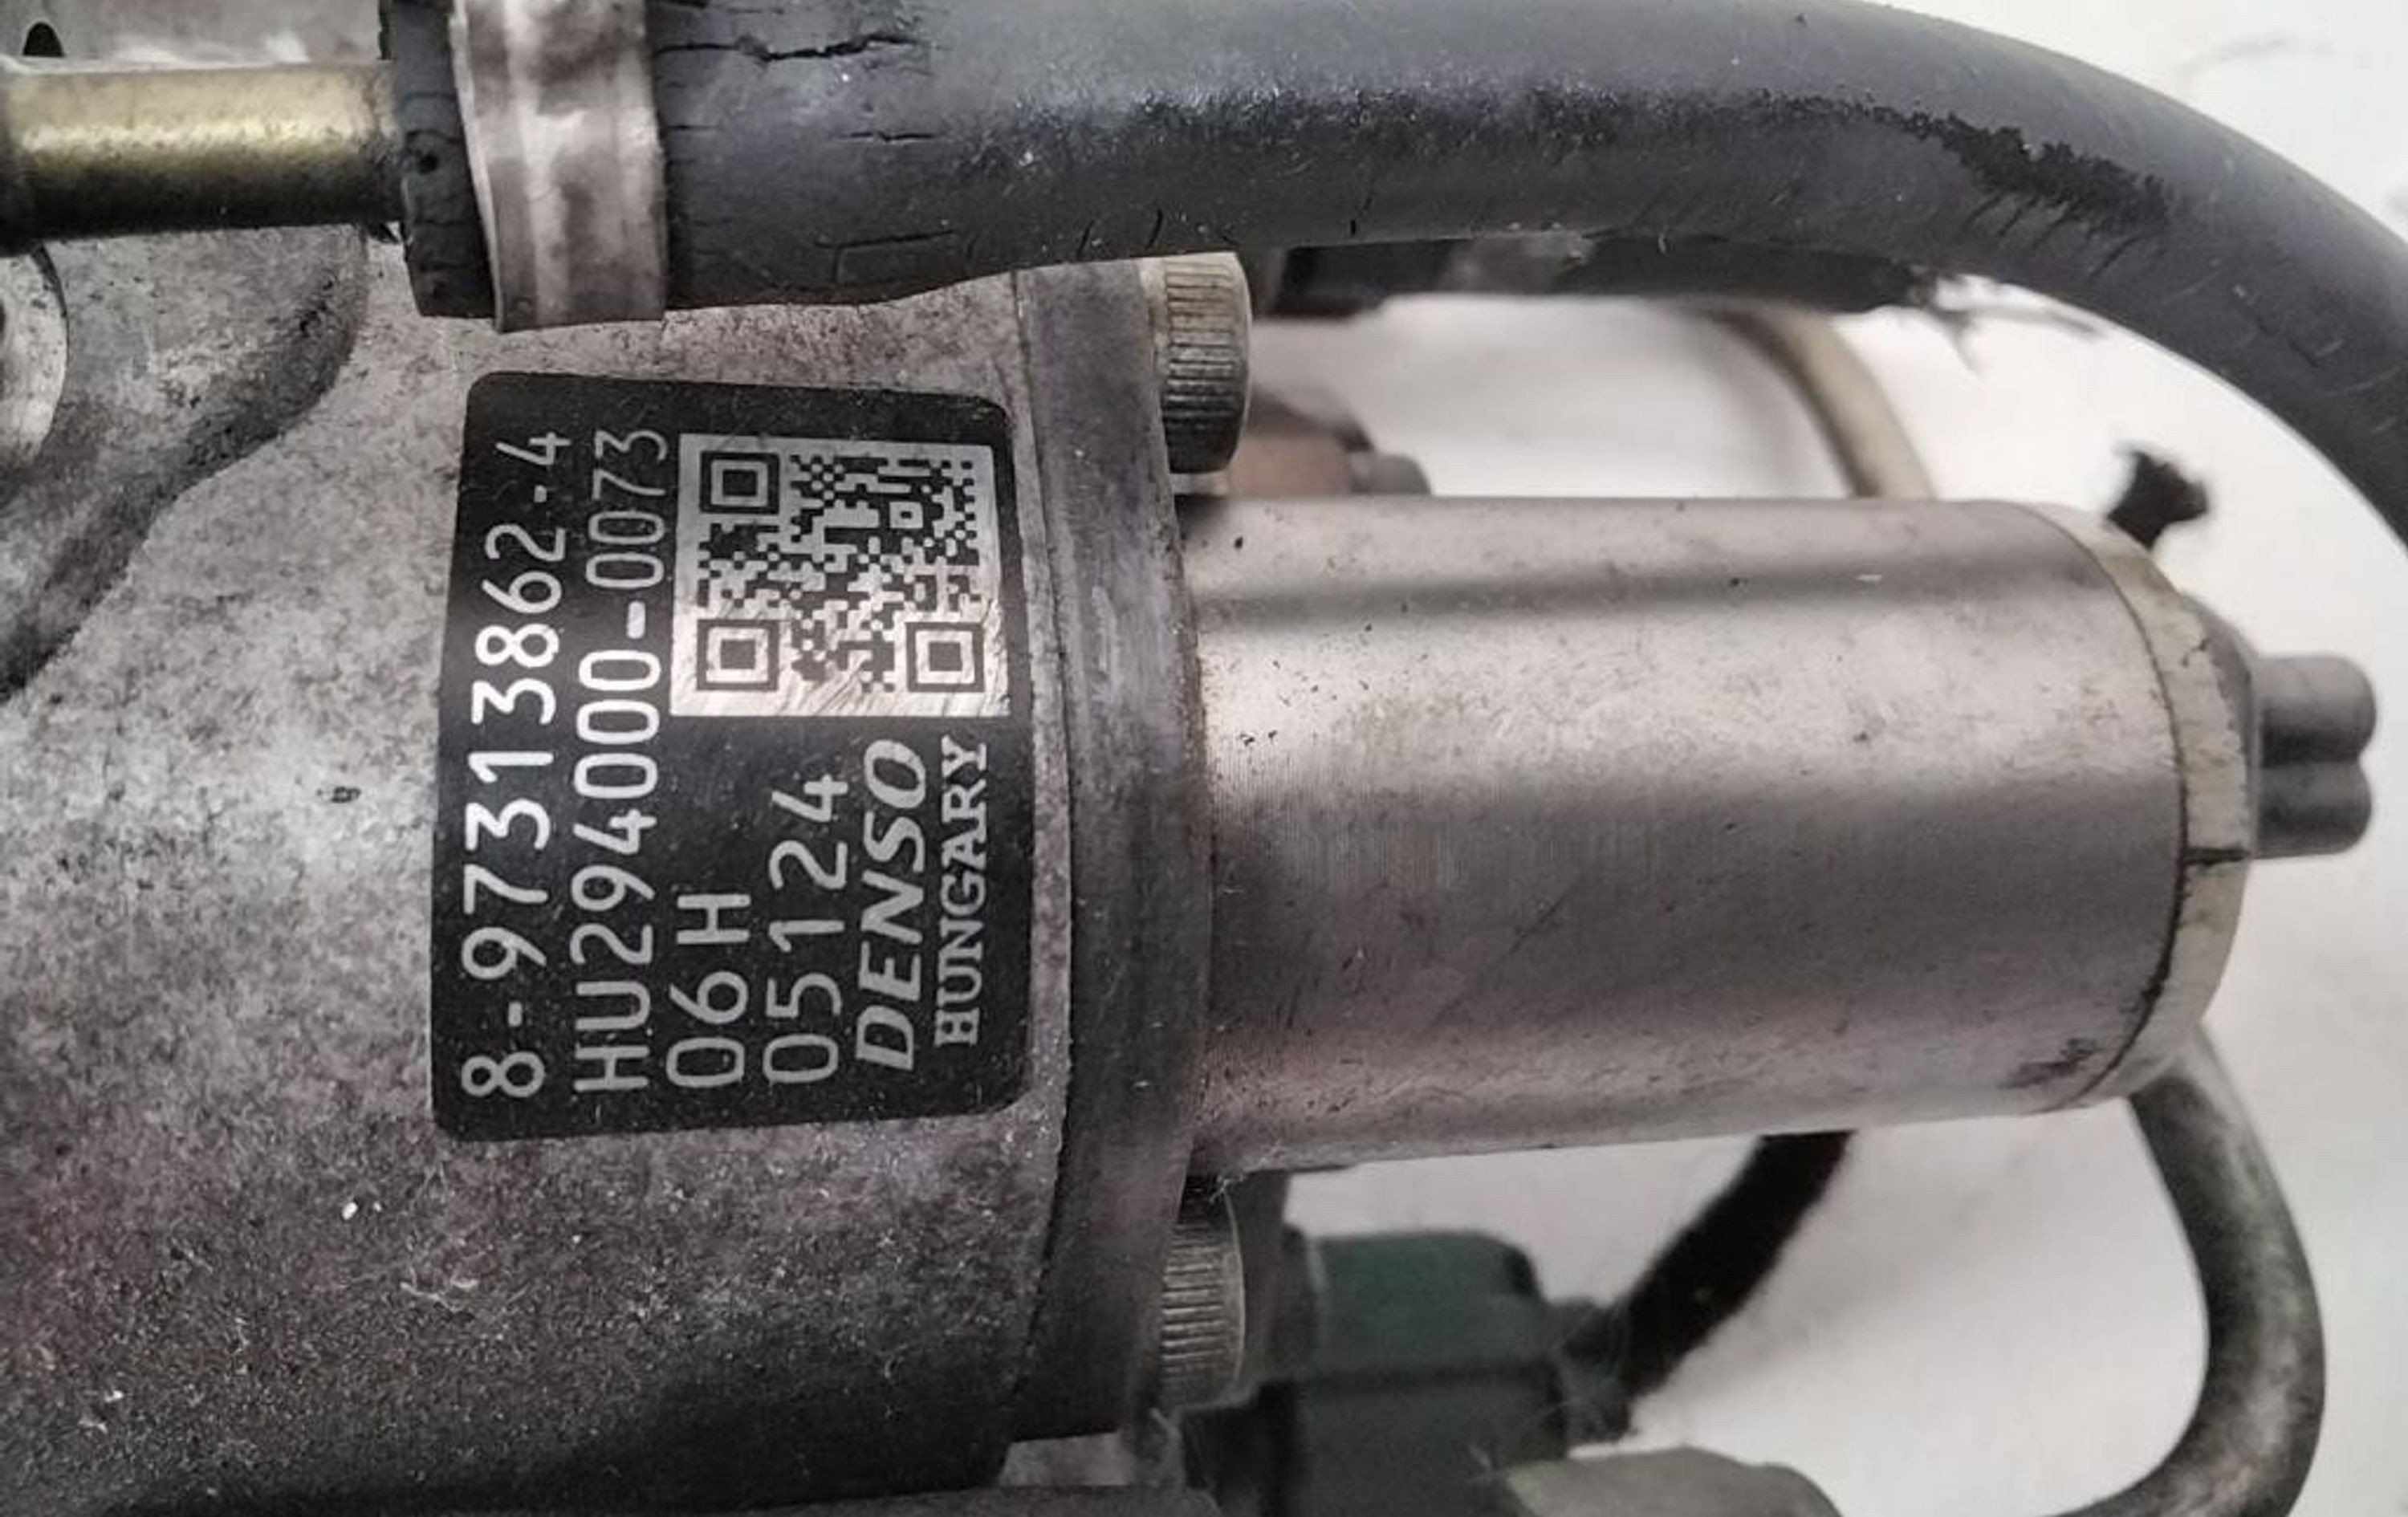 8-97313862-4
HU294000-0073
06H
05124
DENSO
HUNGARY